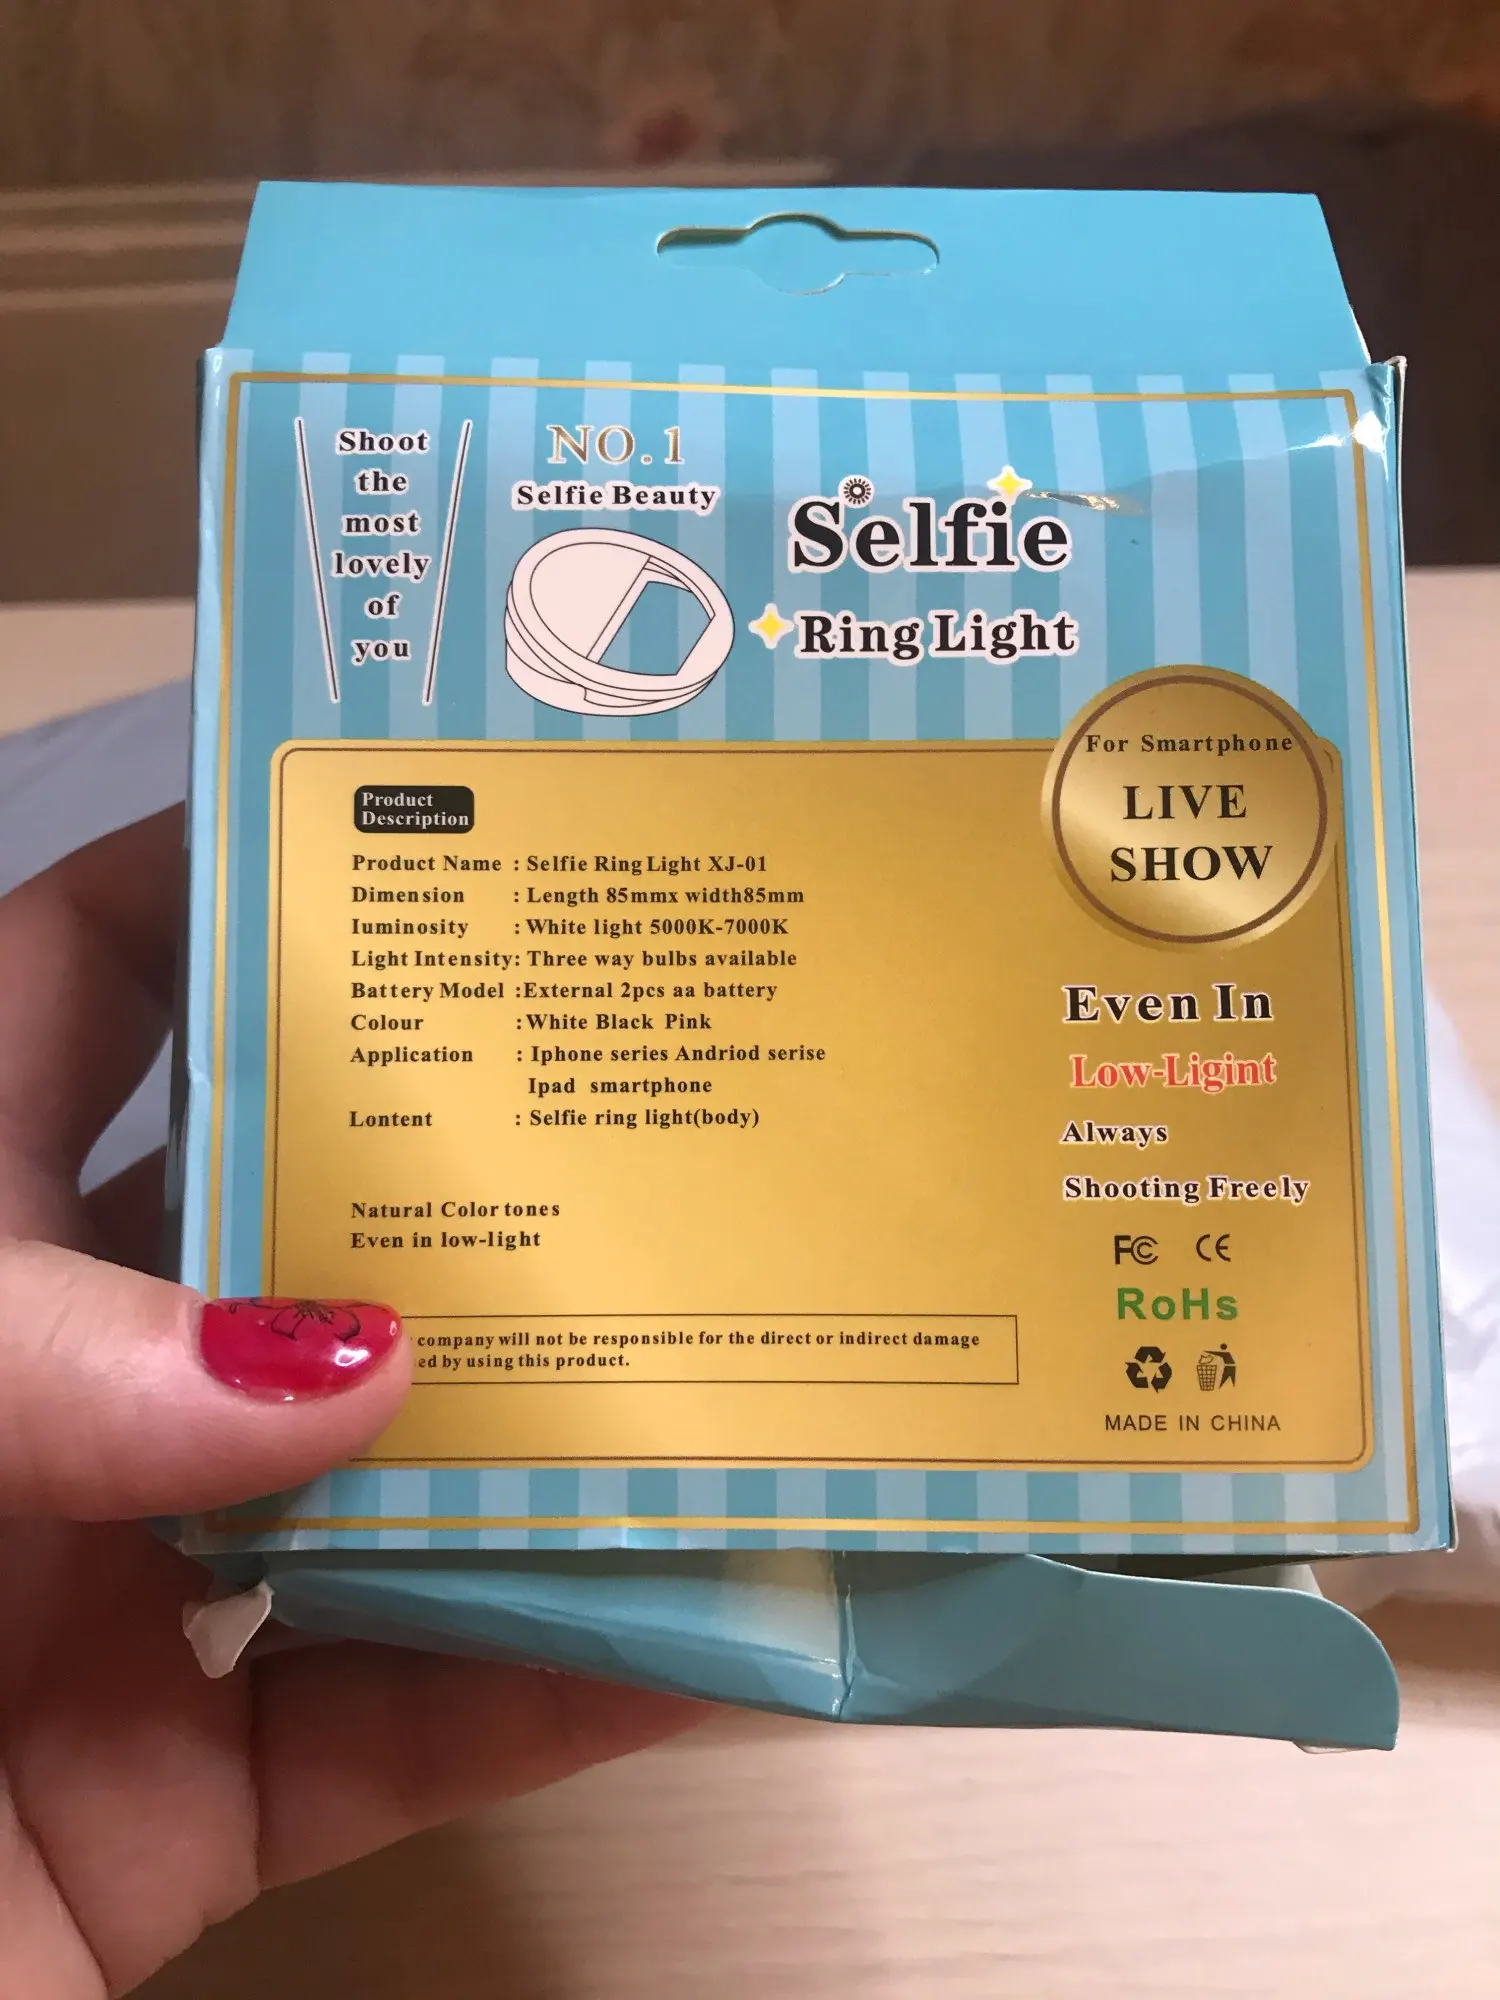 Shoot
the
most
lovely
of
you
NO.1
Selfie Beauty
Selfie
Ring Light
For Smartphone
LIVE
SHOW
Product
Description
Product Name : Selfie Ring Light XJ-01
Dimension : Length 85mmx width85mm
Iuminosity : White light 5000K-7000K
Light Intensity: Three way bulbs available
Battery Model :External 2pcs aa battery
Colour : White Black Pink
Application : Iphone series Andriod serise
Ipad smartphone
Lontent : Selfie ring light(body)
Natural Color tones
Even in low-light
company will not be responsible for the direct or indirect damage
ed by using this product.
Even In
Low-Ligint
Always
Shooting Freely
FC CE
RoHs
MADE IN CHINA